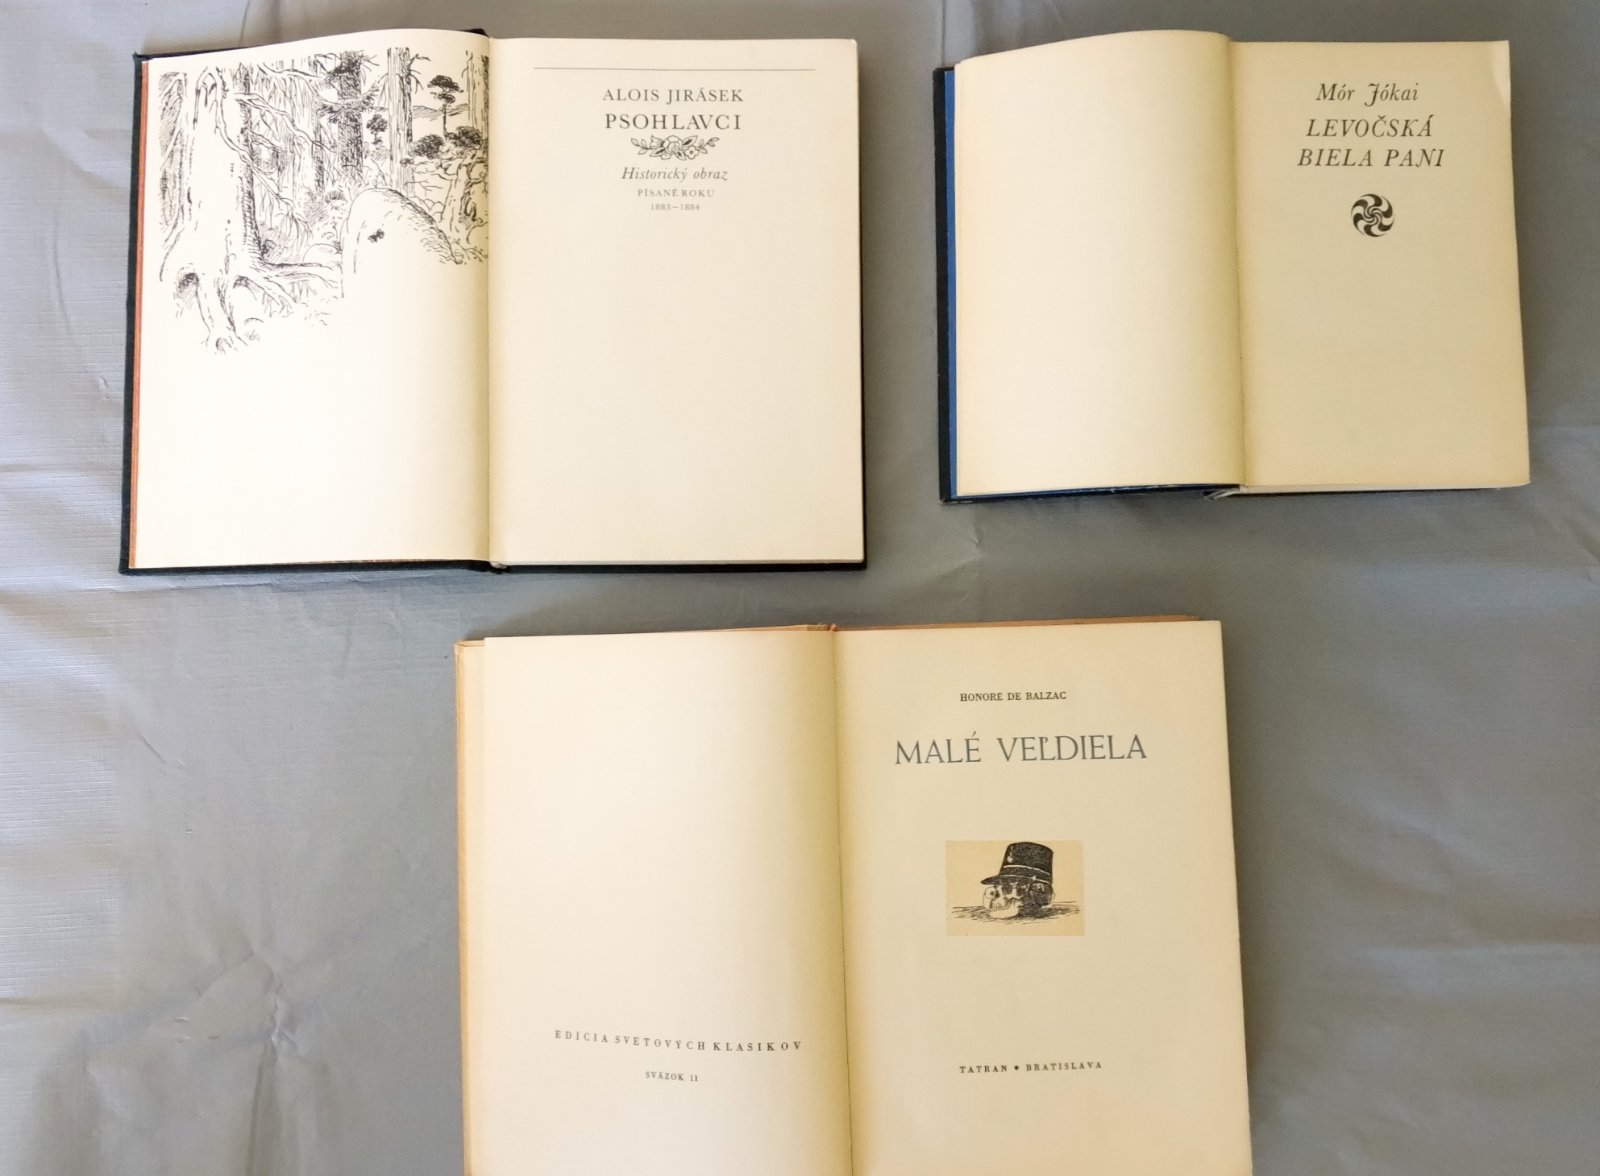 ALOIS JIRÁSEK
PSOHLAVCI
Historický obraz
PÍSANÉ ROKU
1883–1884
Mór Jókai
LEVOČSKÁ
BIELA PANI
HONORÉ DE BALZAC
MALÉ VEĽDIELA
EDÍCIA SVETOVÝCH KLASIKOV
SVÄZOK 11
TATRAN • BRATISLAVA